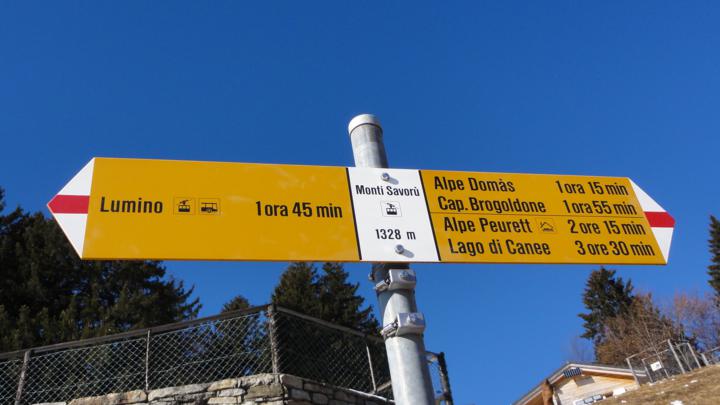 Lumino 1 ora 45 min
Monti Savorù
1328 m
Alpe Domàs 1 ora 15 min
Cap. Brogoldone 1 ora 55 min
Alpe Peurett 2 ore 15 min
Lago di Canee 3 ore 30 min